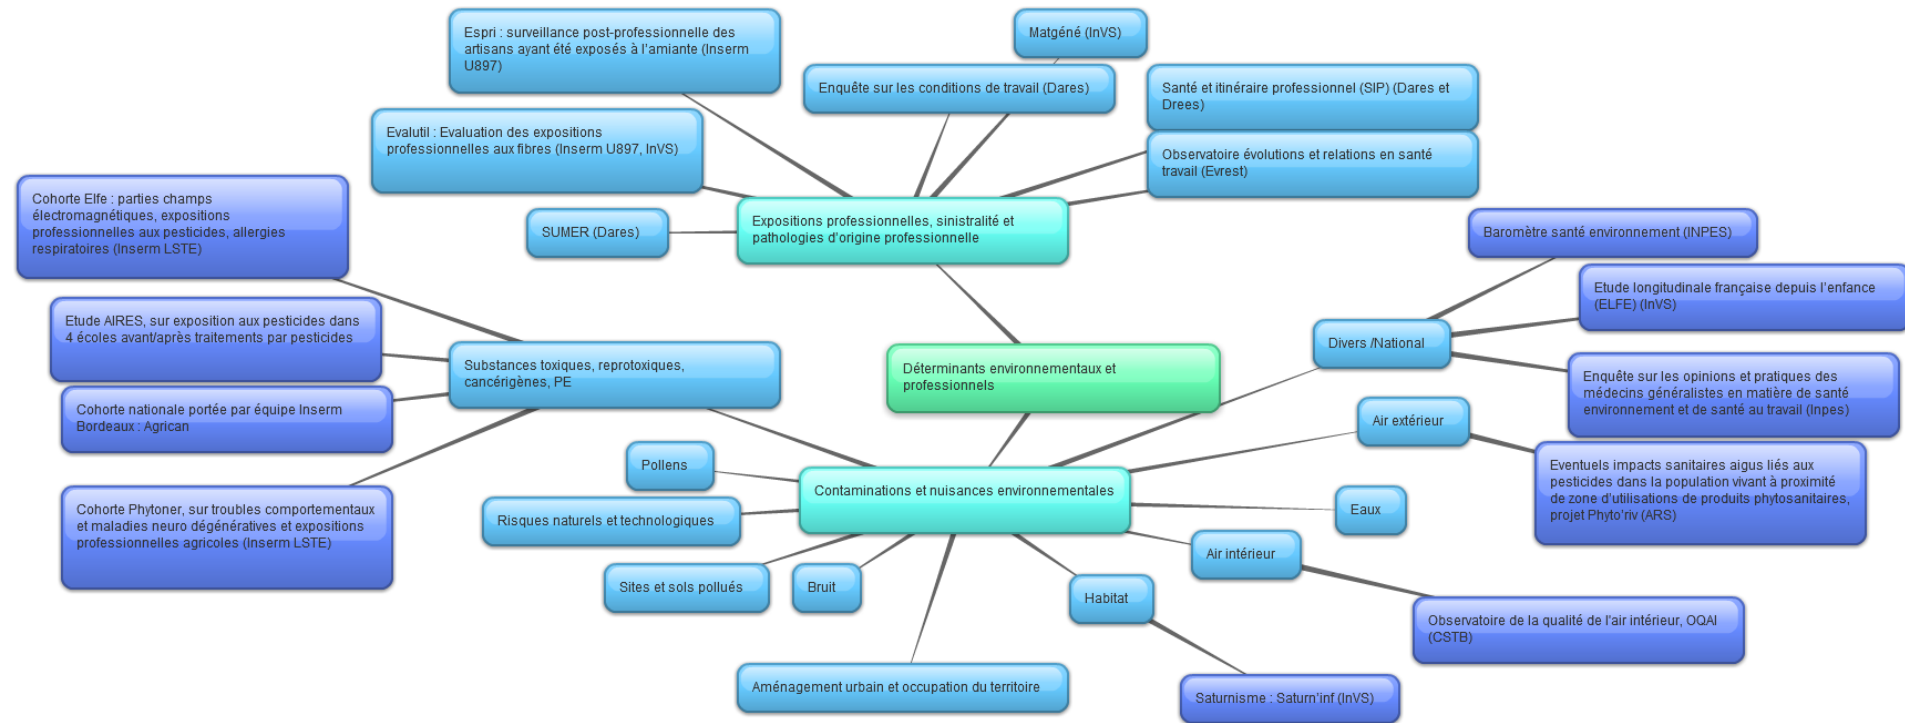 Espri : surveillance post-professionnelle des
artisans ayant été exposés à l'amiante (Inserm
U897)
Matgéné (InVS)
Enquête sur les conditions de travail (Dares)
Santé et itinéraire professionnel (SIP) (Dares et
Drees)
Evalutil : Evaluation des expositions
professionnelles aux fibres (Inserm U897, InVS)
Observatoire évolutions et relations en santé
travail (Evrest)
Cohorte Elfe : parties champs
électromagnétiques, expositions
professionnelles aux pesticides, allergies
respiratoires (Inserm LSTE)
SUMER (Dares)
Expositions professionnelles, sinistralité et
pathologies d'origine professionnelle
Baromètre santé environnement (INPES)
Etude longitudinale française depuis l'enfance
(ELFE) (InVS)
Etude AIRES, sur exposition aux pesticides dans
4 écoles avant/après traitements par pesticides
Divers /National
Substances toxiques, reprotoxiques,
cancérigènes, PE
Déterminants environnementaux et
professionnels
Enquête sur les opinions et pratiques des
médecins généralistes en matière de santé
environnement et de santé au travail (Inpes)
Cohorte nationale portée par équipe Inserm
Bordeaux : Agrican
Air extérieur
Pollens
Eventuels impacts sanitaires aigus liés aux
pesticides dans la population vivant à proximité
de zone d'utilisations de produits phytosanitaires,
projet Phyto'riv (ARS)
Contaminations et nuisances environnementales
Cohorte Phytoner, sur troubles comportementaux
et maladies neuro dégénératives et expositions
professionnelles agricoles (Inserm LSTE)
Risques naturels et technologiques
Eaux
Air intérieur
Sites et sols pollués
Bruit
Habitat
Observatoire de la qualité de l'air intérieur, OQAI
(CSTB)
Aménagement urbain et occupation du territoire
Saturnisme : Saturn'inf (InVS)